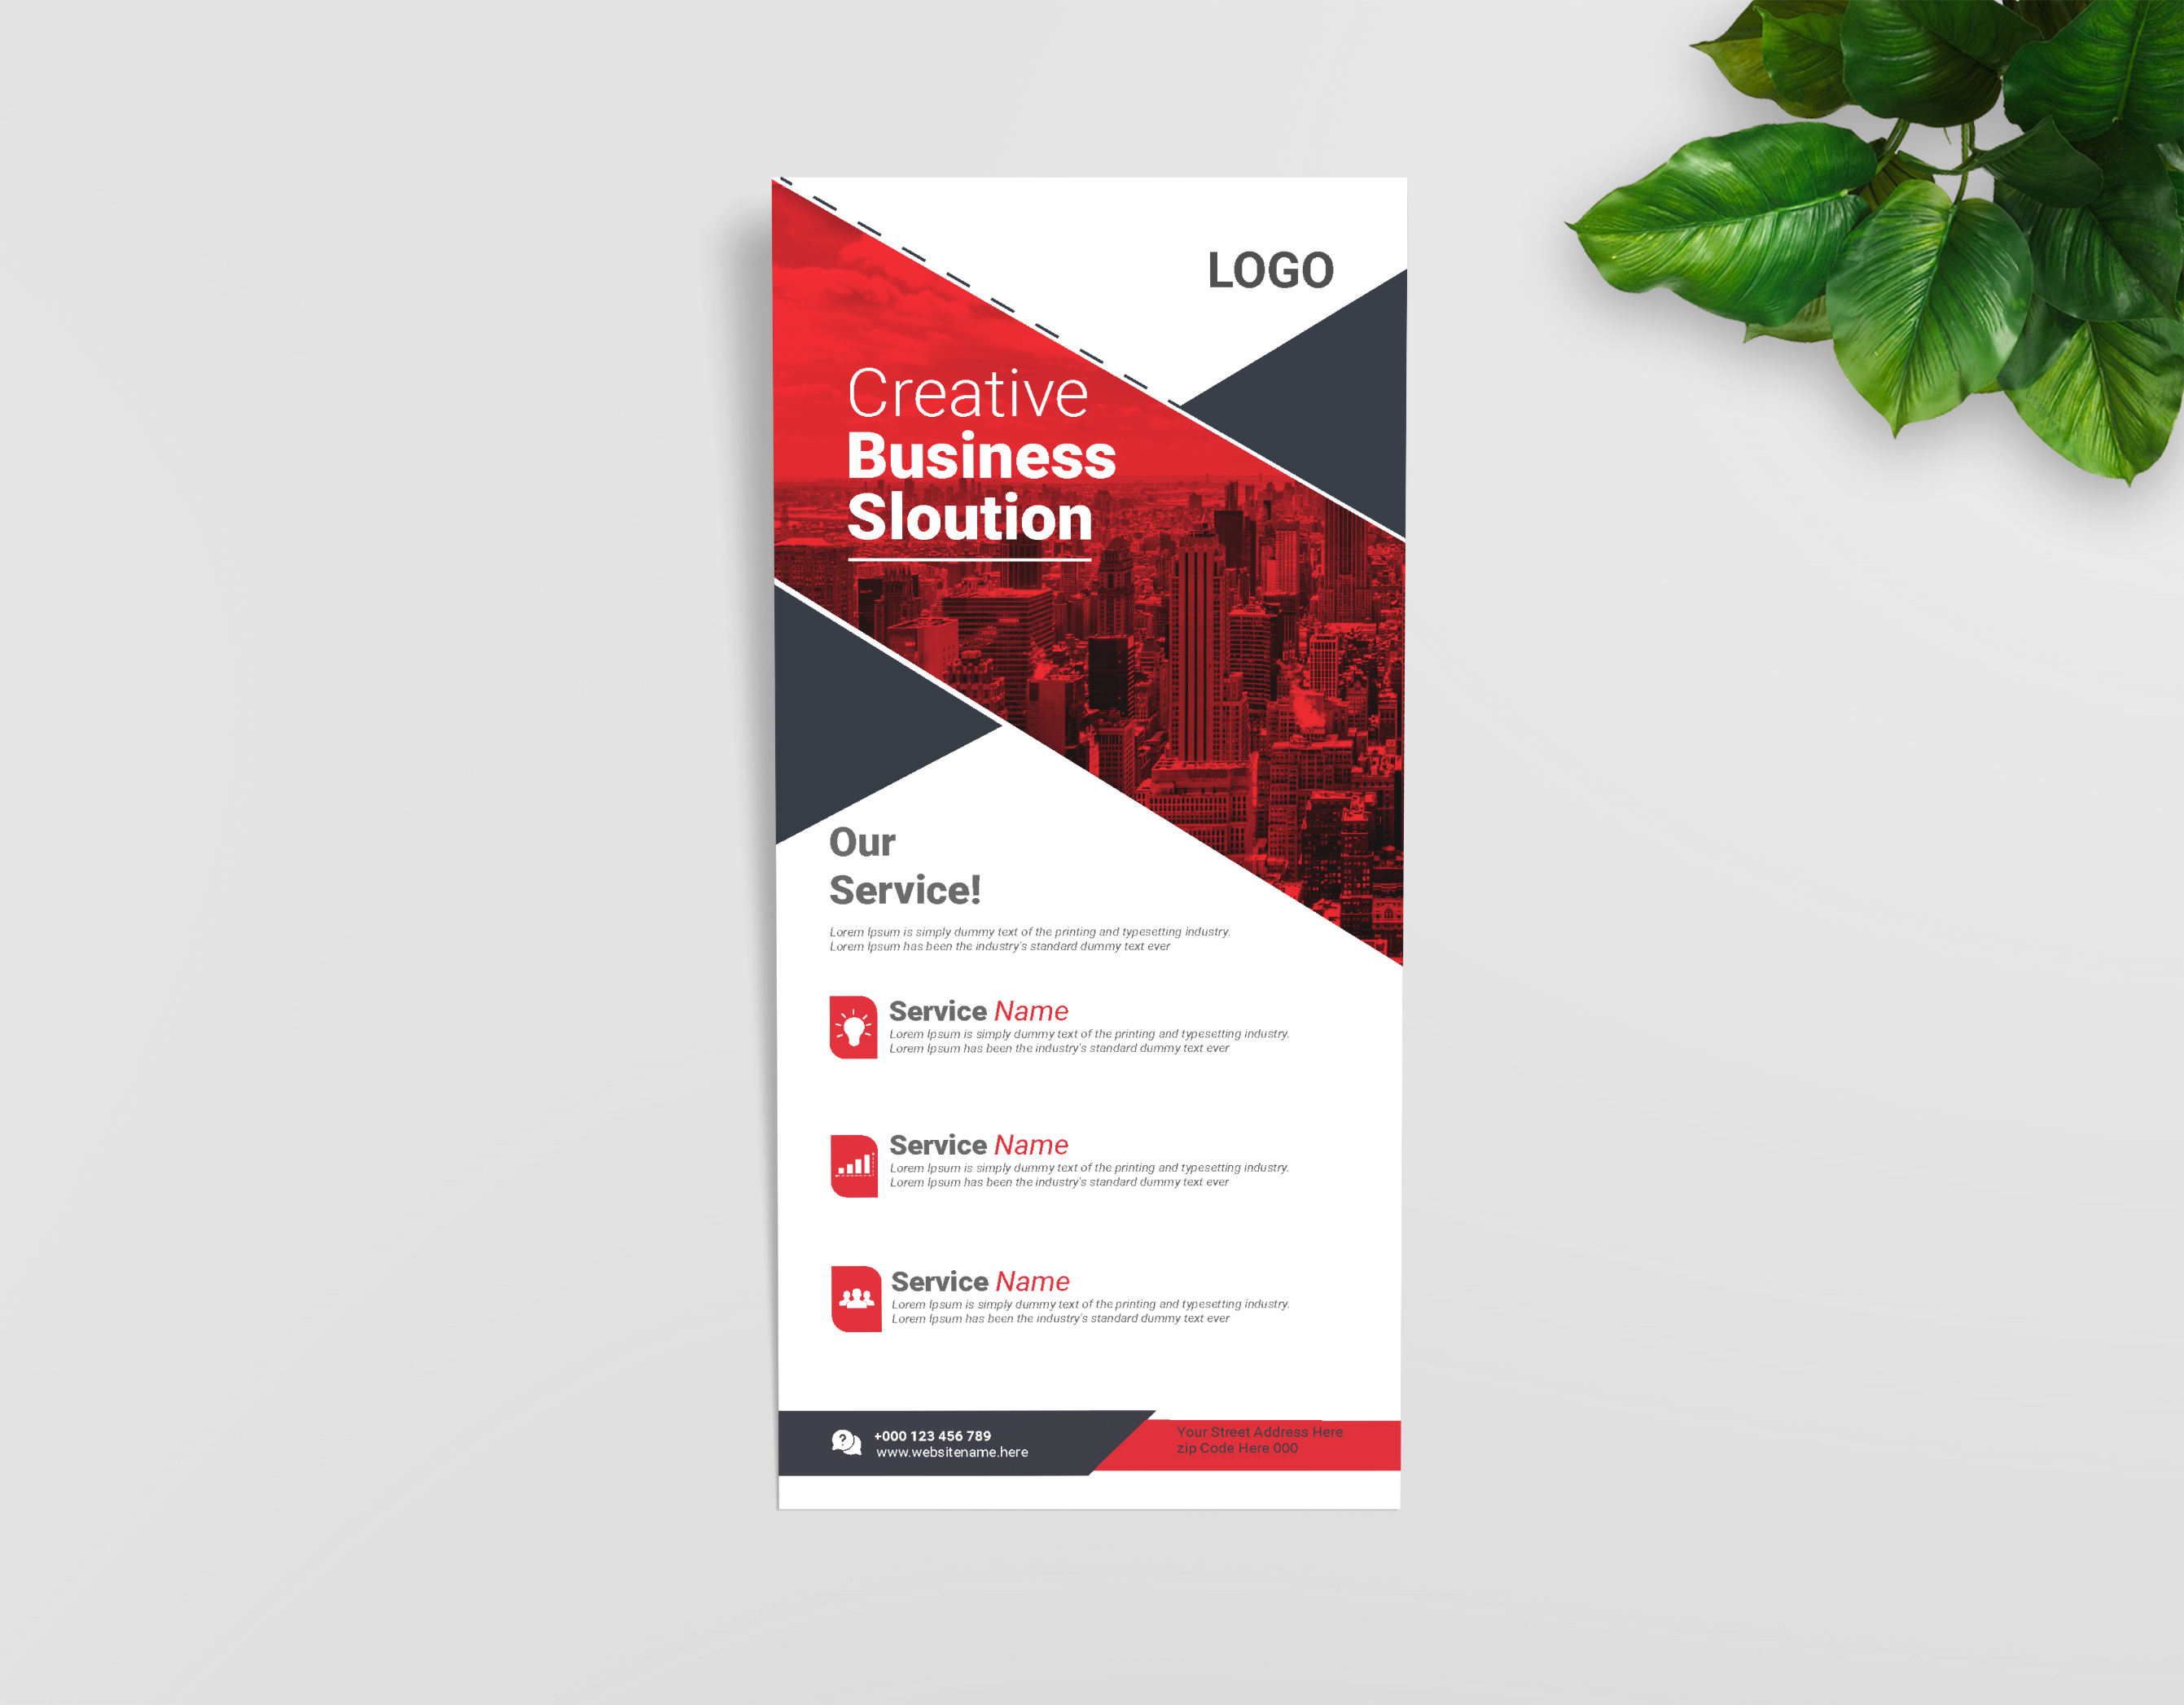 LOGO
Creative
Business
Sloution
Our
Service!
Lorem Ipsum is simply dummy text of the printing and typesetting industry.
Lorem Ipsum has been the industry's standard dummy text ever
Service Name
Lorem Ipsum is simply dummy text of the printing and typesetting industry.
Lorem Ipsum has been the industry's standard dummy text ever
Service Name
Lorem Ipsum is simply dummy text of the printing and typesetting industry.
Lorem Ipsum has been the industry's standard dummy text ever
Service Name
Lorem Ipsum is simply dummy text of the printing and typesetting industry.
Lorem Ipsum has been the industry's standard dummy text ever
+000 123 456 789
www.websitename.here
Your Street Address Here
zip Code Here 000